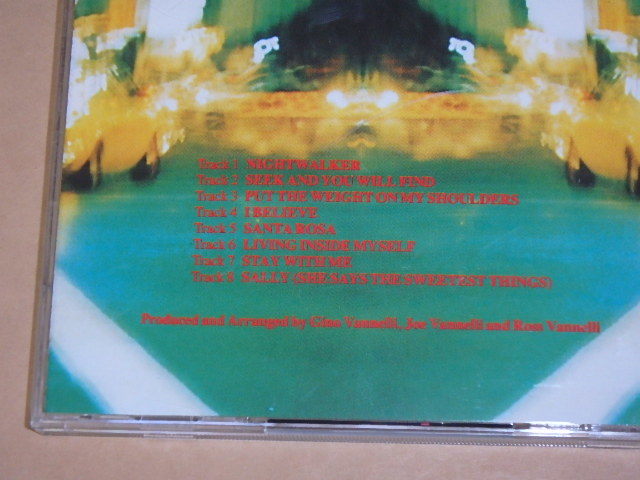 Track 1 NIGHTWALKER
Track 2 SEEK AND YOU WILL FIND
Track 3 PUT THE WEIGHT ON MY SHOULDERS
Track 4 I BELIEVE
Track 5 SANTA ROSA
Track 6 LIVING INSIDE MYSELF
Track 7 STAY WITH ME
Track 8 SALLY (SHE SAYS THE SWEETEST THINGS)
Produced and Arranged by Gino Vannelli, Joe Vannelli and Ross Vannelli